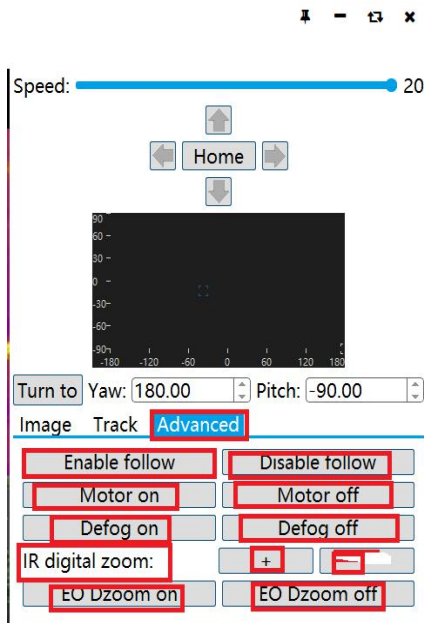 Speed: 20
Home
90
60
30
0
-30
-60
-90
-180 -120 -60 0 60 120 180
Turn to Yaw: 180.00 Pitch: -90.00
Image Track Advanced
Enable follow Disable follow
Motor on Motor off
Defog on Defog off
IR digital zoom: +
EO Dzoom on EO Dzoom off